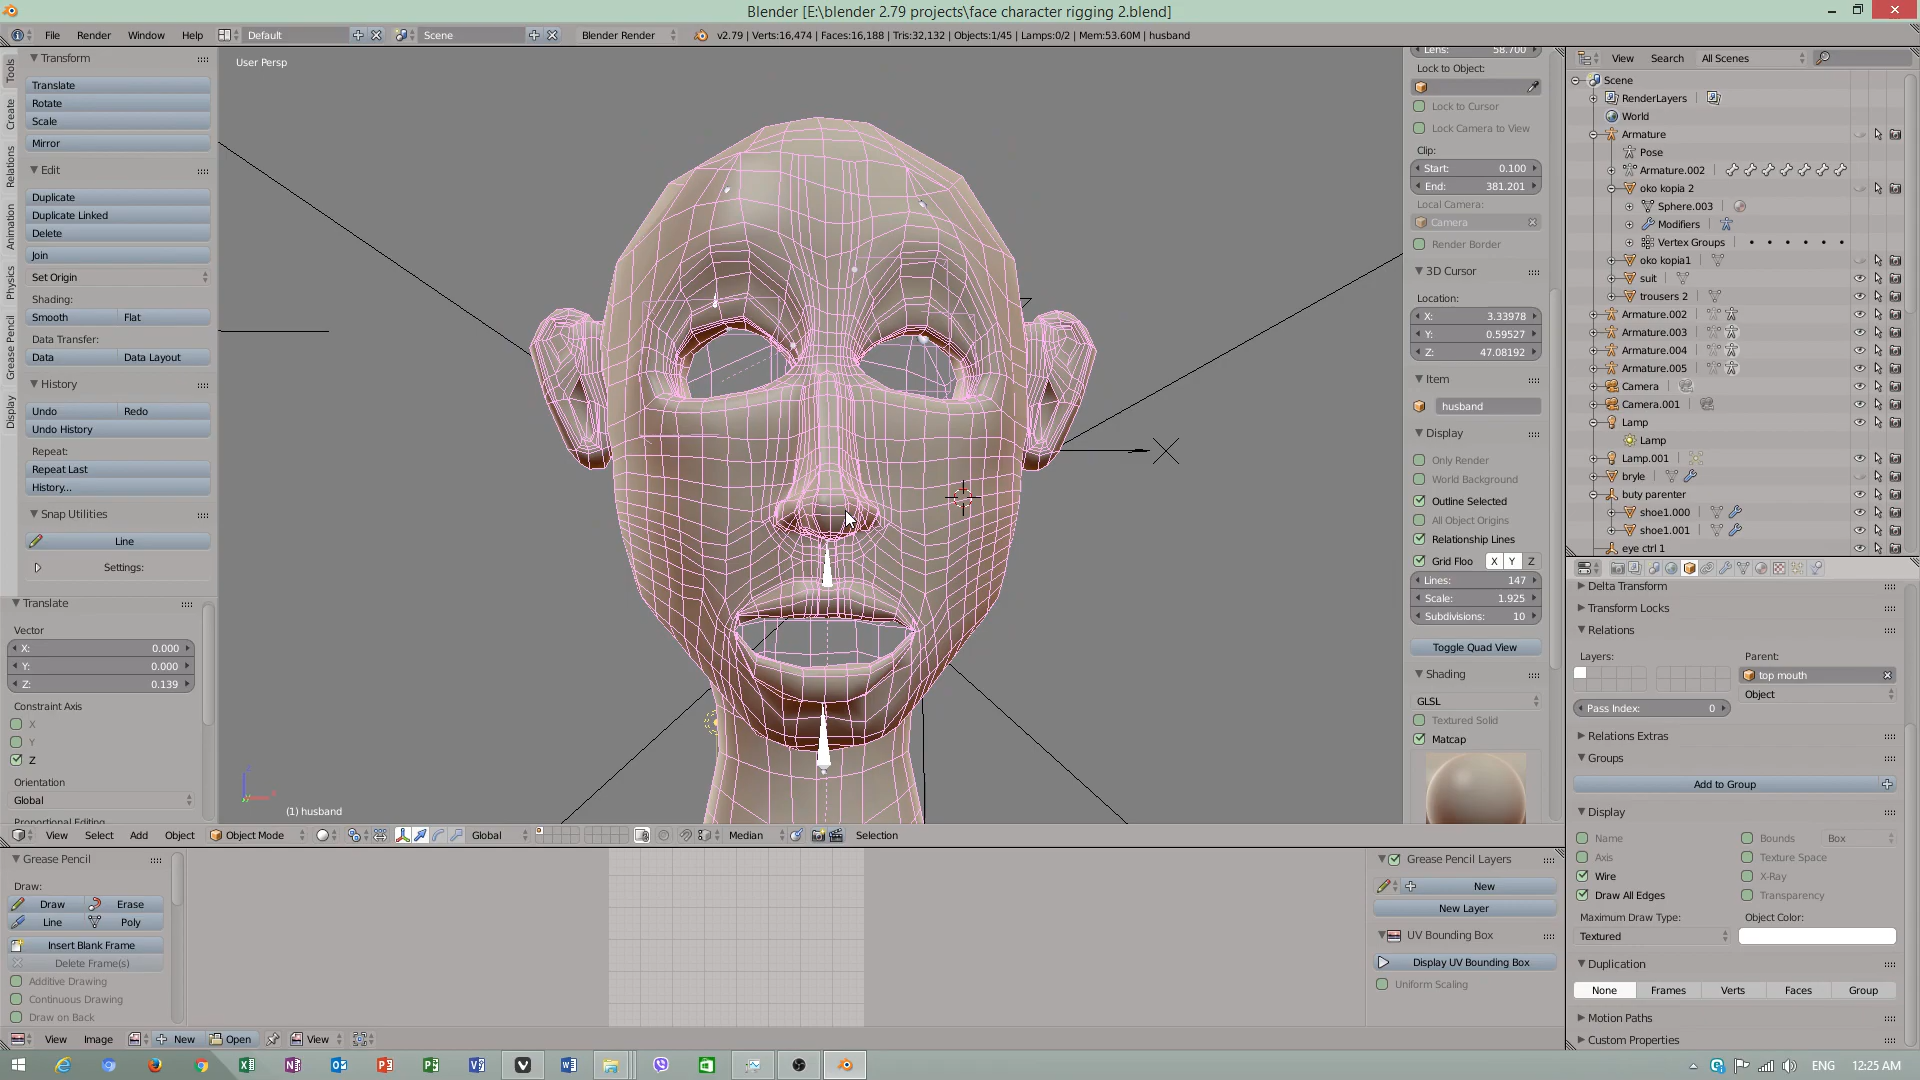 Blender [E:\blender 2.79 projects\face character rigging 2.blend]
File Render Window Help Default Scene Blender Render v2.79 | Verts:16,474 | Faces:16,188 | Tris:32,132 | Objects:1/45 | Lamps:0/2 | Mem:53.60M | husband
Tools
Create
Relations
Animation
Physics
Grease Pencil
Display
Transform
Translate
Rotate
Scale
Mirror
Edit
Duplicate
Duplicate Linked
Delete
Join
Set Origin
Shading:
Smooth Flat
Data Transfer:
Data Data Layout
History
Undo Redo
Undo History
Repeat:
Repeat Last
History...
Snap Utilities
Line
Settings:
Translate
Vector
X: 0.000
Y: 0.000
Z: 0.139
Constraint Axis
X
Y
Z
Orientation
Global
Proportional Editing
User Persp
(1) husband
Lens: 58.700
Lock to Object:
Lock to Cursor
Lock Camera to View
Clip:
Start: 0.100
End: 381.201
Local Camera:
Camera
Render Border
3D Cursor
Location:
X: 3.33978
Y: 0.59527
Z: 47.08192
Item
husband
Display
Only Render
World Background
Outline Selected
All Object Origins
Relationship Lines
Grid Floo X Y Z
Lines: 147
Scale: 1.925
Subdivisions: 10
Toggle Quad View
Shading
GLSL
Textured Solid
Matcap
View Search All Scenes
Scene
RenderLayers
World
Armature
Pose
Armature.002
oko kopia 2
Sphere.003
Modifiers
Vertex Groups
oko kopia1
suit
trousers 2
Armature.002
Armature.003
Armature.004
Armature.005
Camera
Camera.001
Lamp
Lamp
Lamp.001
bryle
buty parenter
shoe1.000
shoe1.001
eye ctrl 1
Delta Transform
Transform Locks
Relations
Layers: Parent:
top mouth
Object
Pass Index: 0
Relations Extras
Groups
Add to Group
Display
Name Bounds Box
Axis Texture Space
Wire X-Ray
Draw All Edges Transparency
Maximum Draw Type: Object Color:
Textured
Duplication
None Frames Verts Faces Group
Motion Paths
Custom Properties
View Select Add Object Object Mode Global Median Selection
Grease Pencil
Draw:
Draw Erase
Line Poly
Insert Blank Frame
Delete Frame(s)
Additive Drawing
Continuous Drawing
Draw on Back
Grease Pencil Layers
New
New Layer
UV Bounding Box
Display UV Bounding Box
Uniform Scaling
View Image New Open View
ENG 12:25 AM